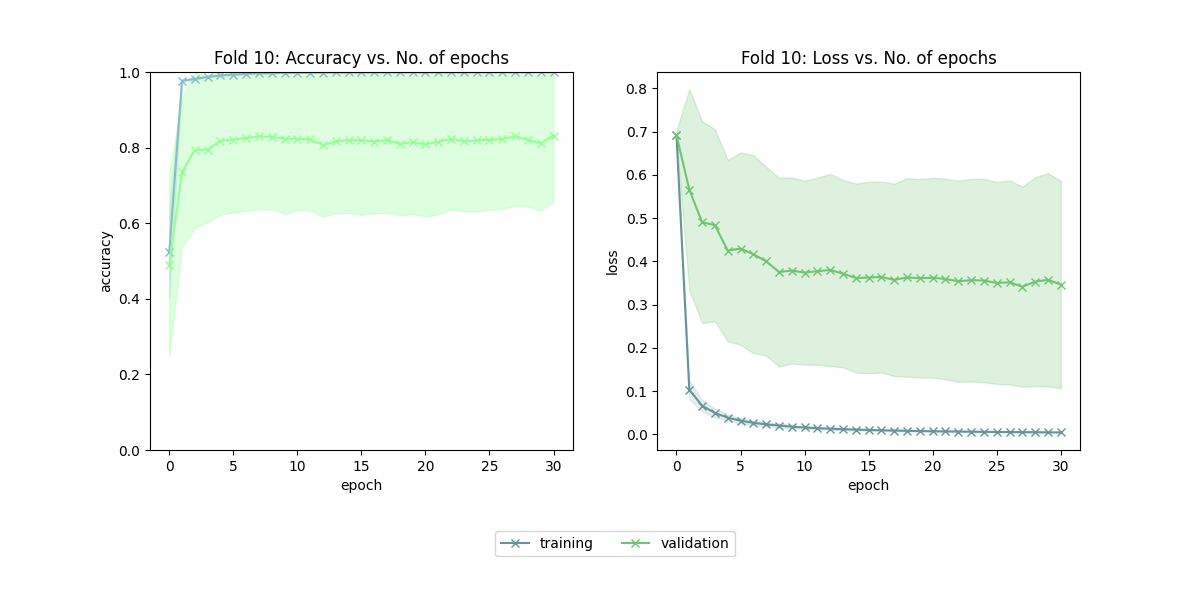 Fold 10: Accuracy vs. No. of epochs
1.0
0.8
0.6
0.4
0.2
0.0
accuracy
0 5 10 15 20 25 30
epoch
Fold 10: Loss vs. No. of epochs
0.8
0.7
0.6
0.5
0.4
0.3
0.2
0.1
0.0
loss
0 5 10 15 20 25 30
epoch
training validation